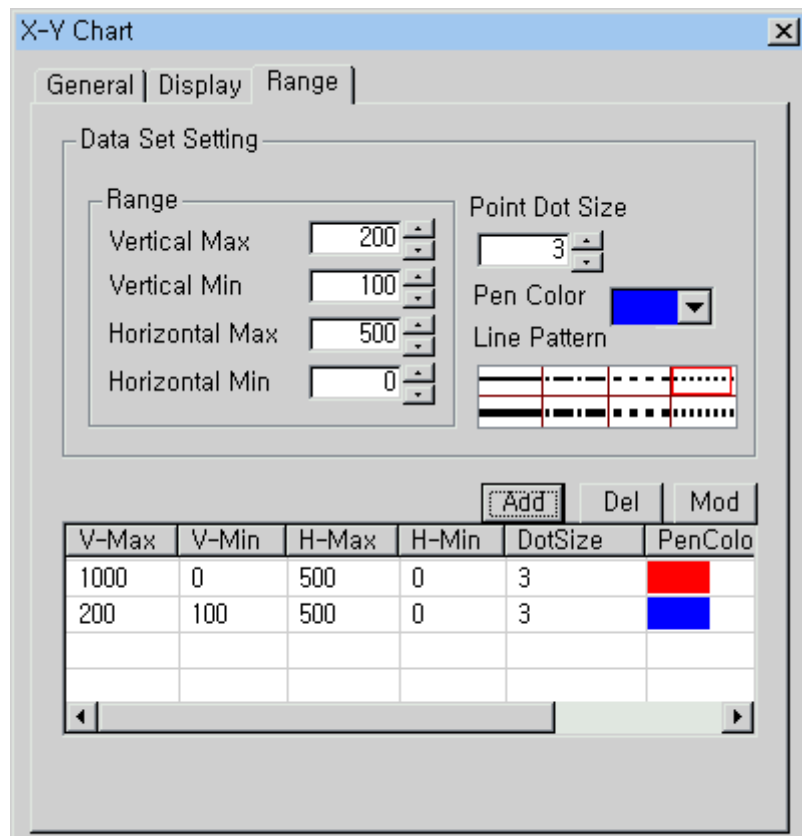 X-Y Chart
General Display Range
Data Set Setting
Range
Vertical Max 200
Vertical Min 100
Horizontal Max 500
Horizontal Min 0
Point Dot Size
3
Pen Color
Line Pattern
Add Del Mod
V-Max V-Min H-Max H-Min DotSize PenColo
1000 0 500 0 3
200 100 500 0 3